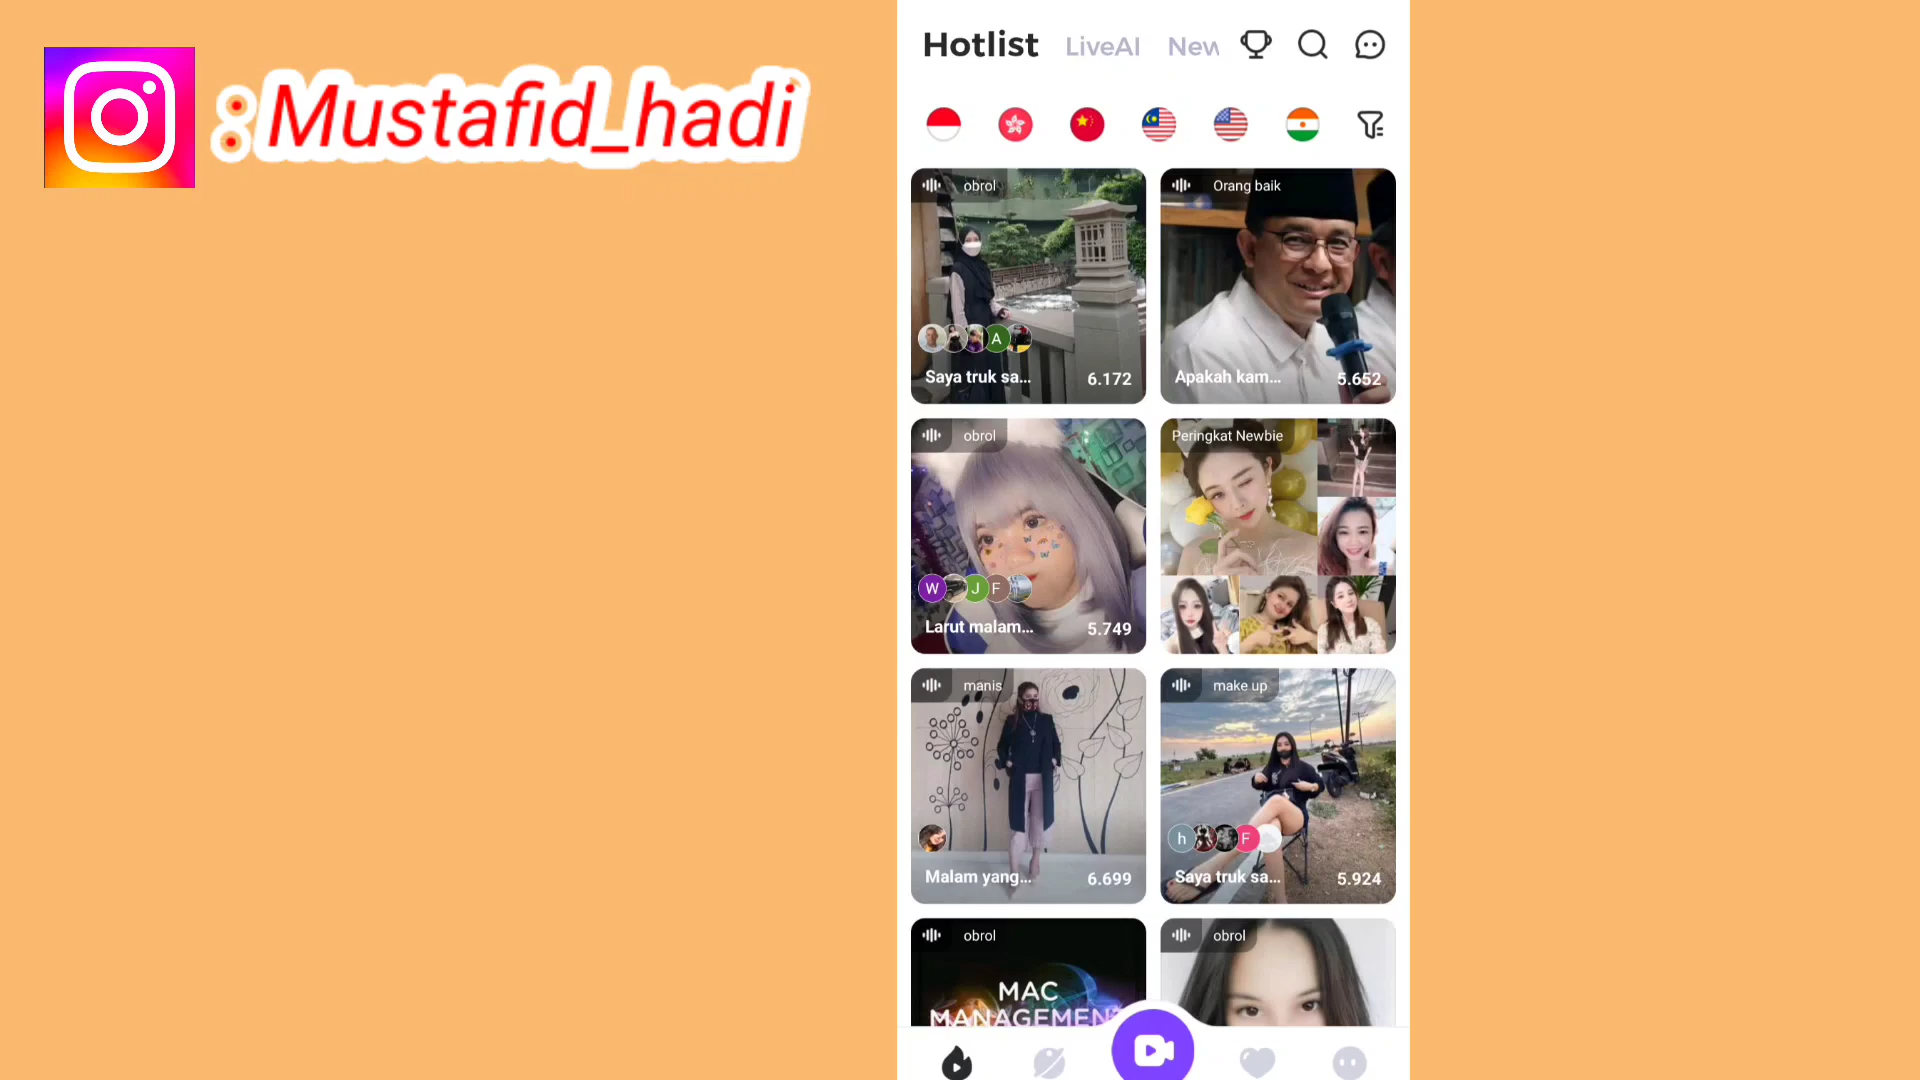 :Mustafid_hadi
Hotlist LiveAI New
obrol
Orang baik
A
Saya truk sa... 6.172
Apakah kam... 5.652
obrol
Peringkat Newbie
W J F
Larut malam... 5.749
manis
make up
h F
Malam yang... 6.699
Saya truk sa... 5.924
obrol
obrol
MAC
MANAGEMENT